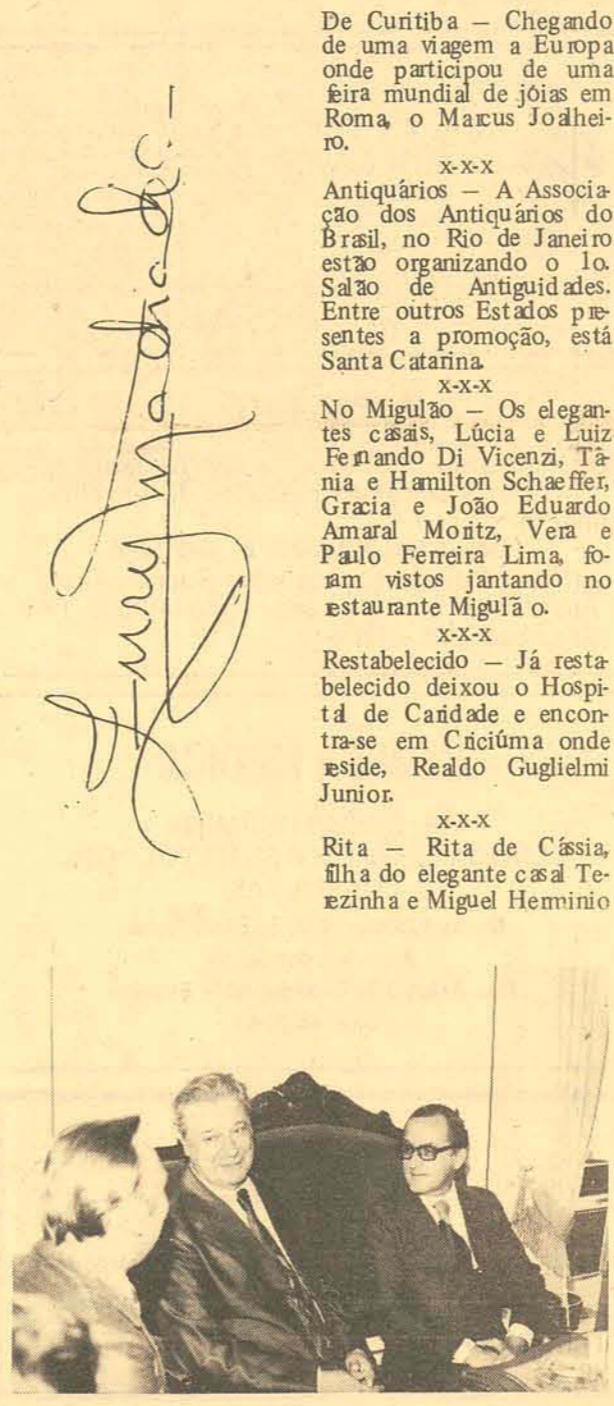 De Curitiba — Chegando
de uma viagem a Europa
onde participou de uma
feira mundial de jóias em
Roma, o Marcus Joalhei-
ro.
x-x-x
Antiquários — A Associa-
ção dos Antiquários do
Brasil, no Rio de Janeiro
estão organizando o 1o.
Salão de Antiguidades.
Entre outros Estados pre-
sentes a promoção, está
Santa Catarina.
x-x-x
No Migulão — Os elegan-
tes casais, Lúcia e Luiz
Fernando Di Vicenzi, Tâ-
nia e Hamilton Schaeffer,
Gracia e João Eduardo
Amaral Moritz, Vera e
Paulo Ferreira Lima, fo-
ram vistos jantando no
restaurante Migulão.
x-x-x
Restabelecido — Já resta-
belecido deixou o Hospi-
tal de Caridade e encon-
tra-se em Criciúma onde
reside, Realdo Guglielmi
Junior.
x-x-x
Rita — Rita de Cássia,
filha do elegante casal Te-
rezinha e Miguel Herminio